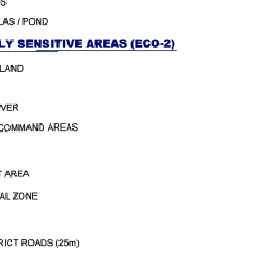 S
LAS / POND
LY SENSITIVE AREAS (ECO-2)
LAND
VER
COMMAND AREAS
T AREA
AL ZONE
RICT ROADS (25m)